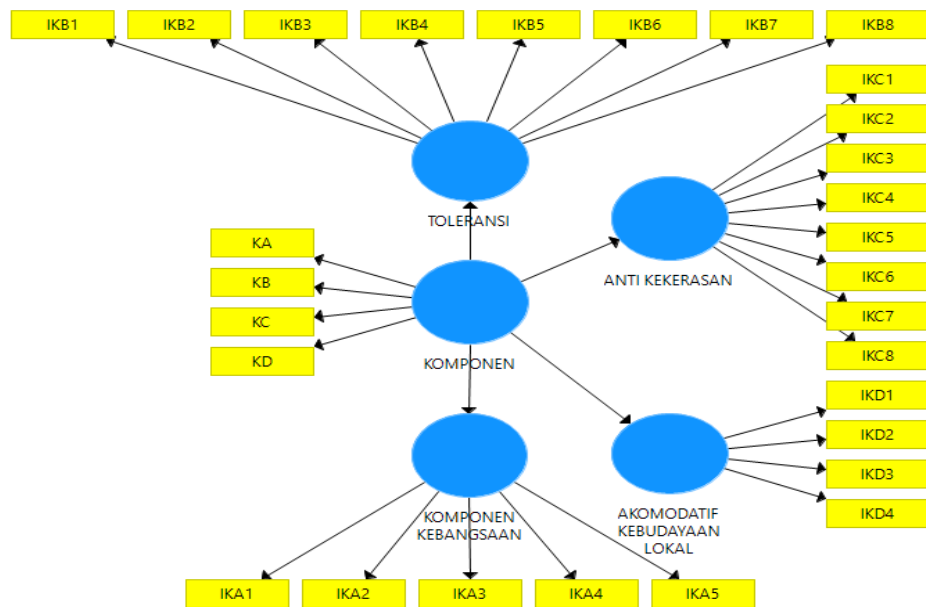 IKB1
IKB2
IKB3
IKB4
IKB5
IKB6
IKB7
IKB8
IKC1
IKC2
IKC3
IKC4
IKC5
IKC6
IKC7
IKC8
TOLERANSI
ANTI KEKERASAN
KA
KB
KC
KD
KOMPONEN
IKD1
IKD2
IKD3
IKD4
KOMPONEN
KEBANGSAAN
AKOMODATIF
KEBUDAYAAN
LOKAL
IKA1
IKA2
IKA3
IKA4
IKA5